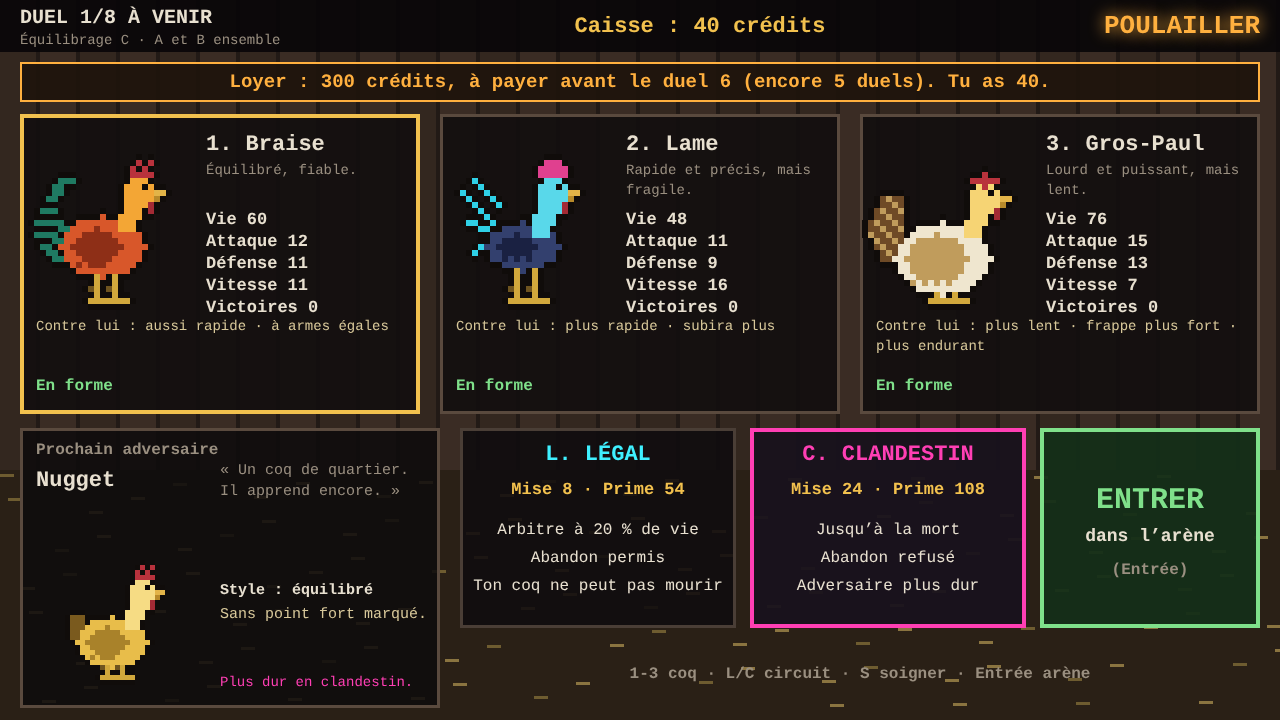 DUEL 1/8 À VENIR
Équilibrage C · A et B ensemble
Caisse : 40 crédits
POULAILLER
Loyer : 300 crédits, à payer avant le duel 6 (encore 5 duels). Tu as 40.
1. Braise
Équilibré, fiable.
Vie 60
Attaque 12
Défense 11
Vitesse 11
Victoires 0
Contre lui : aussi rapide · à armes égales
En forme
2. Lame
Rapide et précis, mais
fragile.
Vie 48
Attaque 11
Défense 9
Vitesse 16
Victoires 0
Contre lui : plus rapide · subira plus
En forme
3. Gros-Paul
Lourd et puissant, mais
lent.
Vie 76
Attaque 15
Défense 13
Vitesse 7
Victoires 0
Contre lui : plus lent · frappe plus fort ·
plus endurant
En forme
Prochain adversaire
Nugget
« Un coq de quartier.
Il apprend encore. »
Style : équilibré
Sans point fort marqué.
Plus dur en clandestin.
L. LÉGAL
Mise 8 · Prime 54
Arbitre à 20 % de vie
Abandon permis
Ton coq ne peut pas mourir
C. CLANDESTIN
Mise 24 · Prime 108
Jusqu’à la mort
Abandon refusé
Adversaire plus dur
ENTRER
dans l’arène
(Entrée)
1-3 coq · L/C circuit · S soigner · Entrée arène